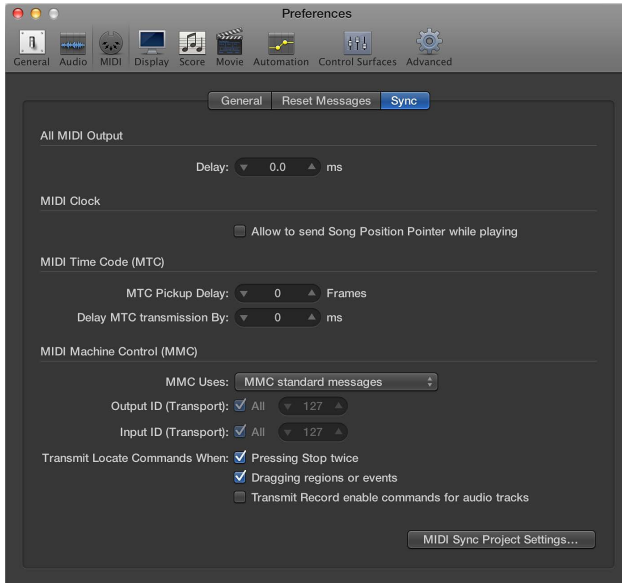 Preferences
General Audio MIDI Display Score Movie Automation Control Surfaces Advanced
General Reset Messages Sync
All MIDI Output
Delay: 0.0 ms
MIDI Clock
Allow to send Song Position Pointer while playing
MIDI Time Code (MTC)
MTC Pickup Delay: 0 Frames
Delay MTC transmission By: 0 ms
MIDI Machine Control (MMC)
MMC Uses: MMC standard messages
Output ID (Transport): All 127
Input ID (Transport): All 127
Transmit Locate Commands When: Pressing Stop twice
Dragging regions or events
Transmit Record enable commands for audio tracks
MIDI Sync Project Settings...